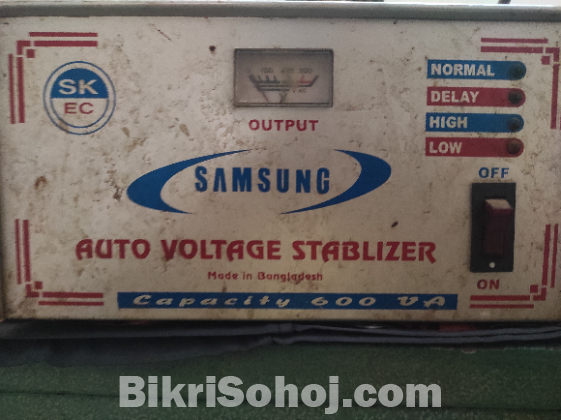 SK
EC
OUTPUT
NORMAL
DELAY
HIGH
LOW
SAMSUNG
OFF
ON
AUTO VOLTAGE STABLIZER
Made in Bangladesh
Capacity 600 VA
BikriSohoj.com